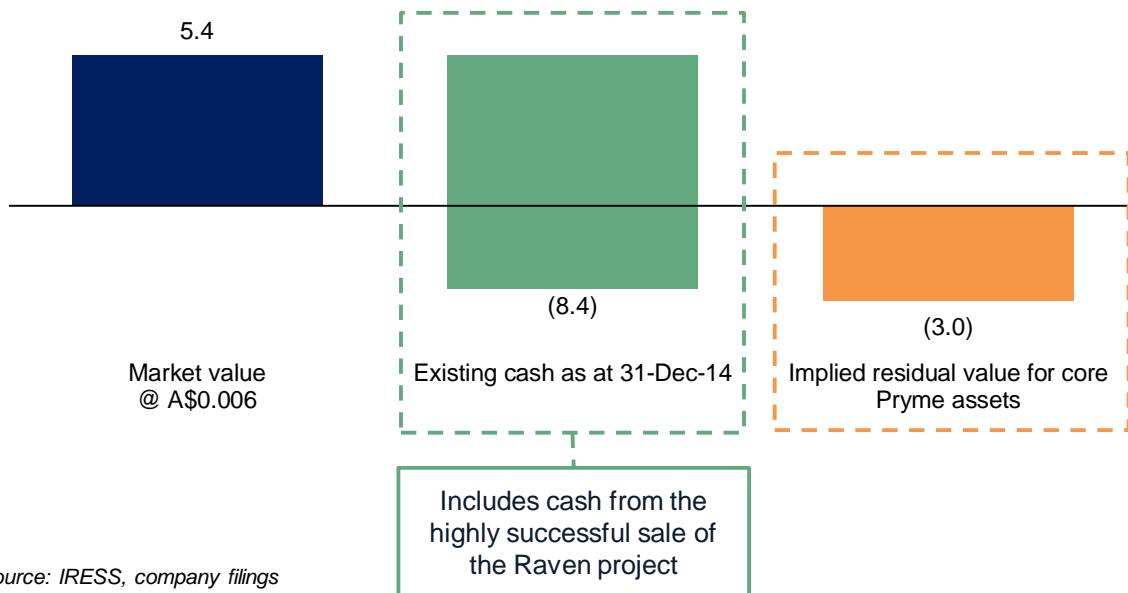 5.4
(8.4)
(3.0)
Market value
@ A$0.006
Existing cash as at 31-Dec-14
Implied residual value for core
Pryme assets
Includes cash from the
highly successful sale of
the Raven project
ource: IRESS, company filings